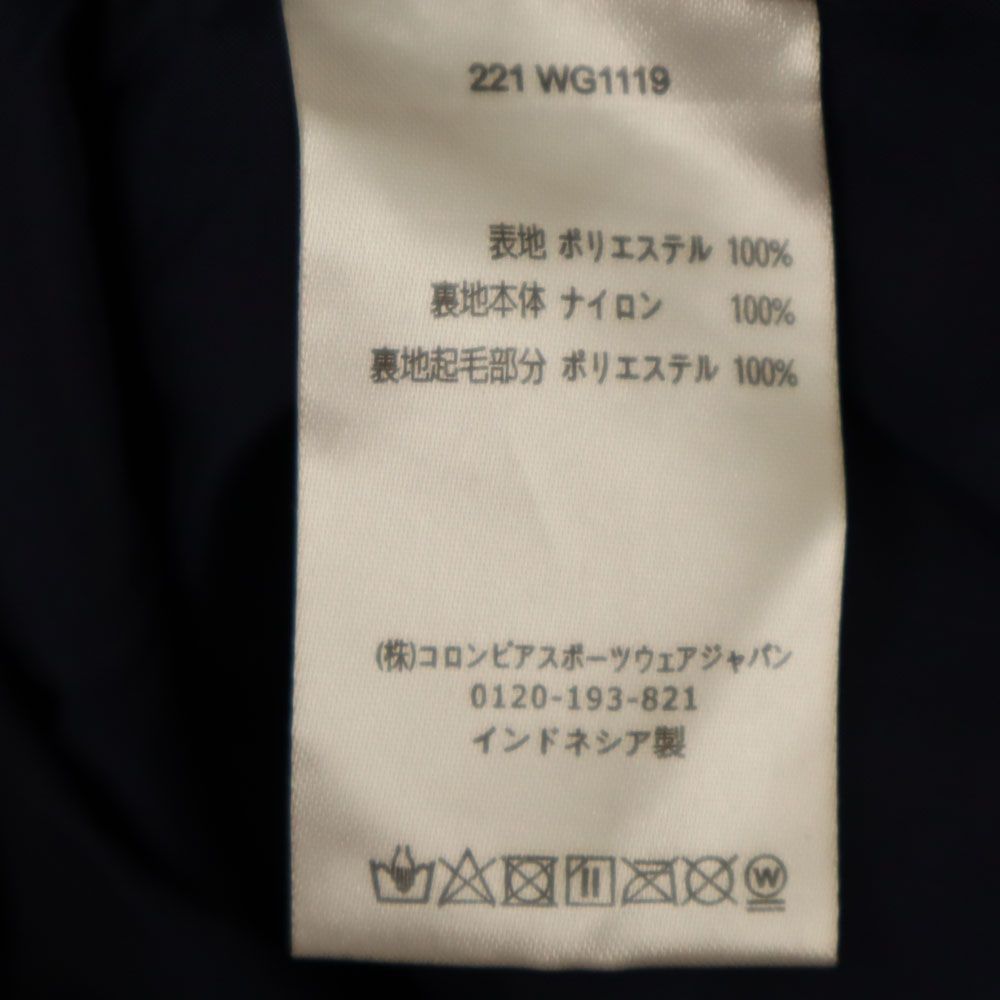 221 WG1119
表地 ポリエステル 100%
裏地本体 ナイロン 100%
裏地起毛部分 ポリエステル 100%
(株)コロンビアスポーツウェアジャパン
0120-193-821
インドネシア製
W